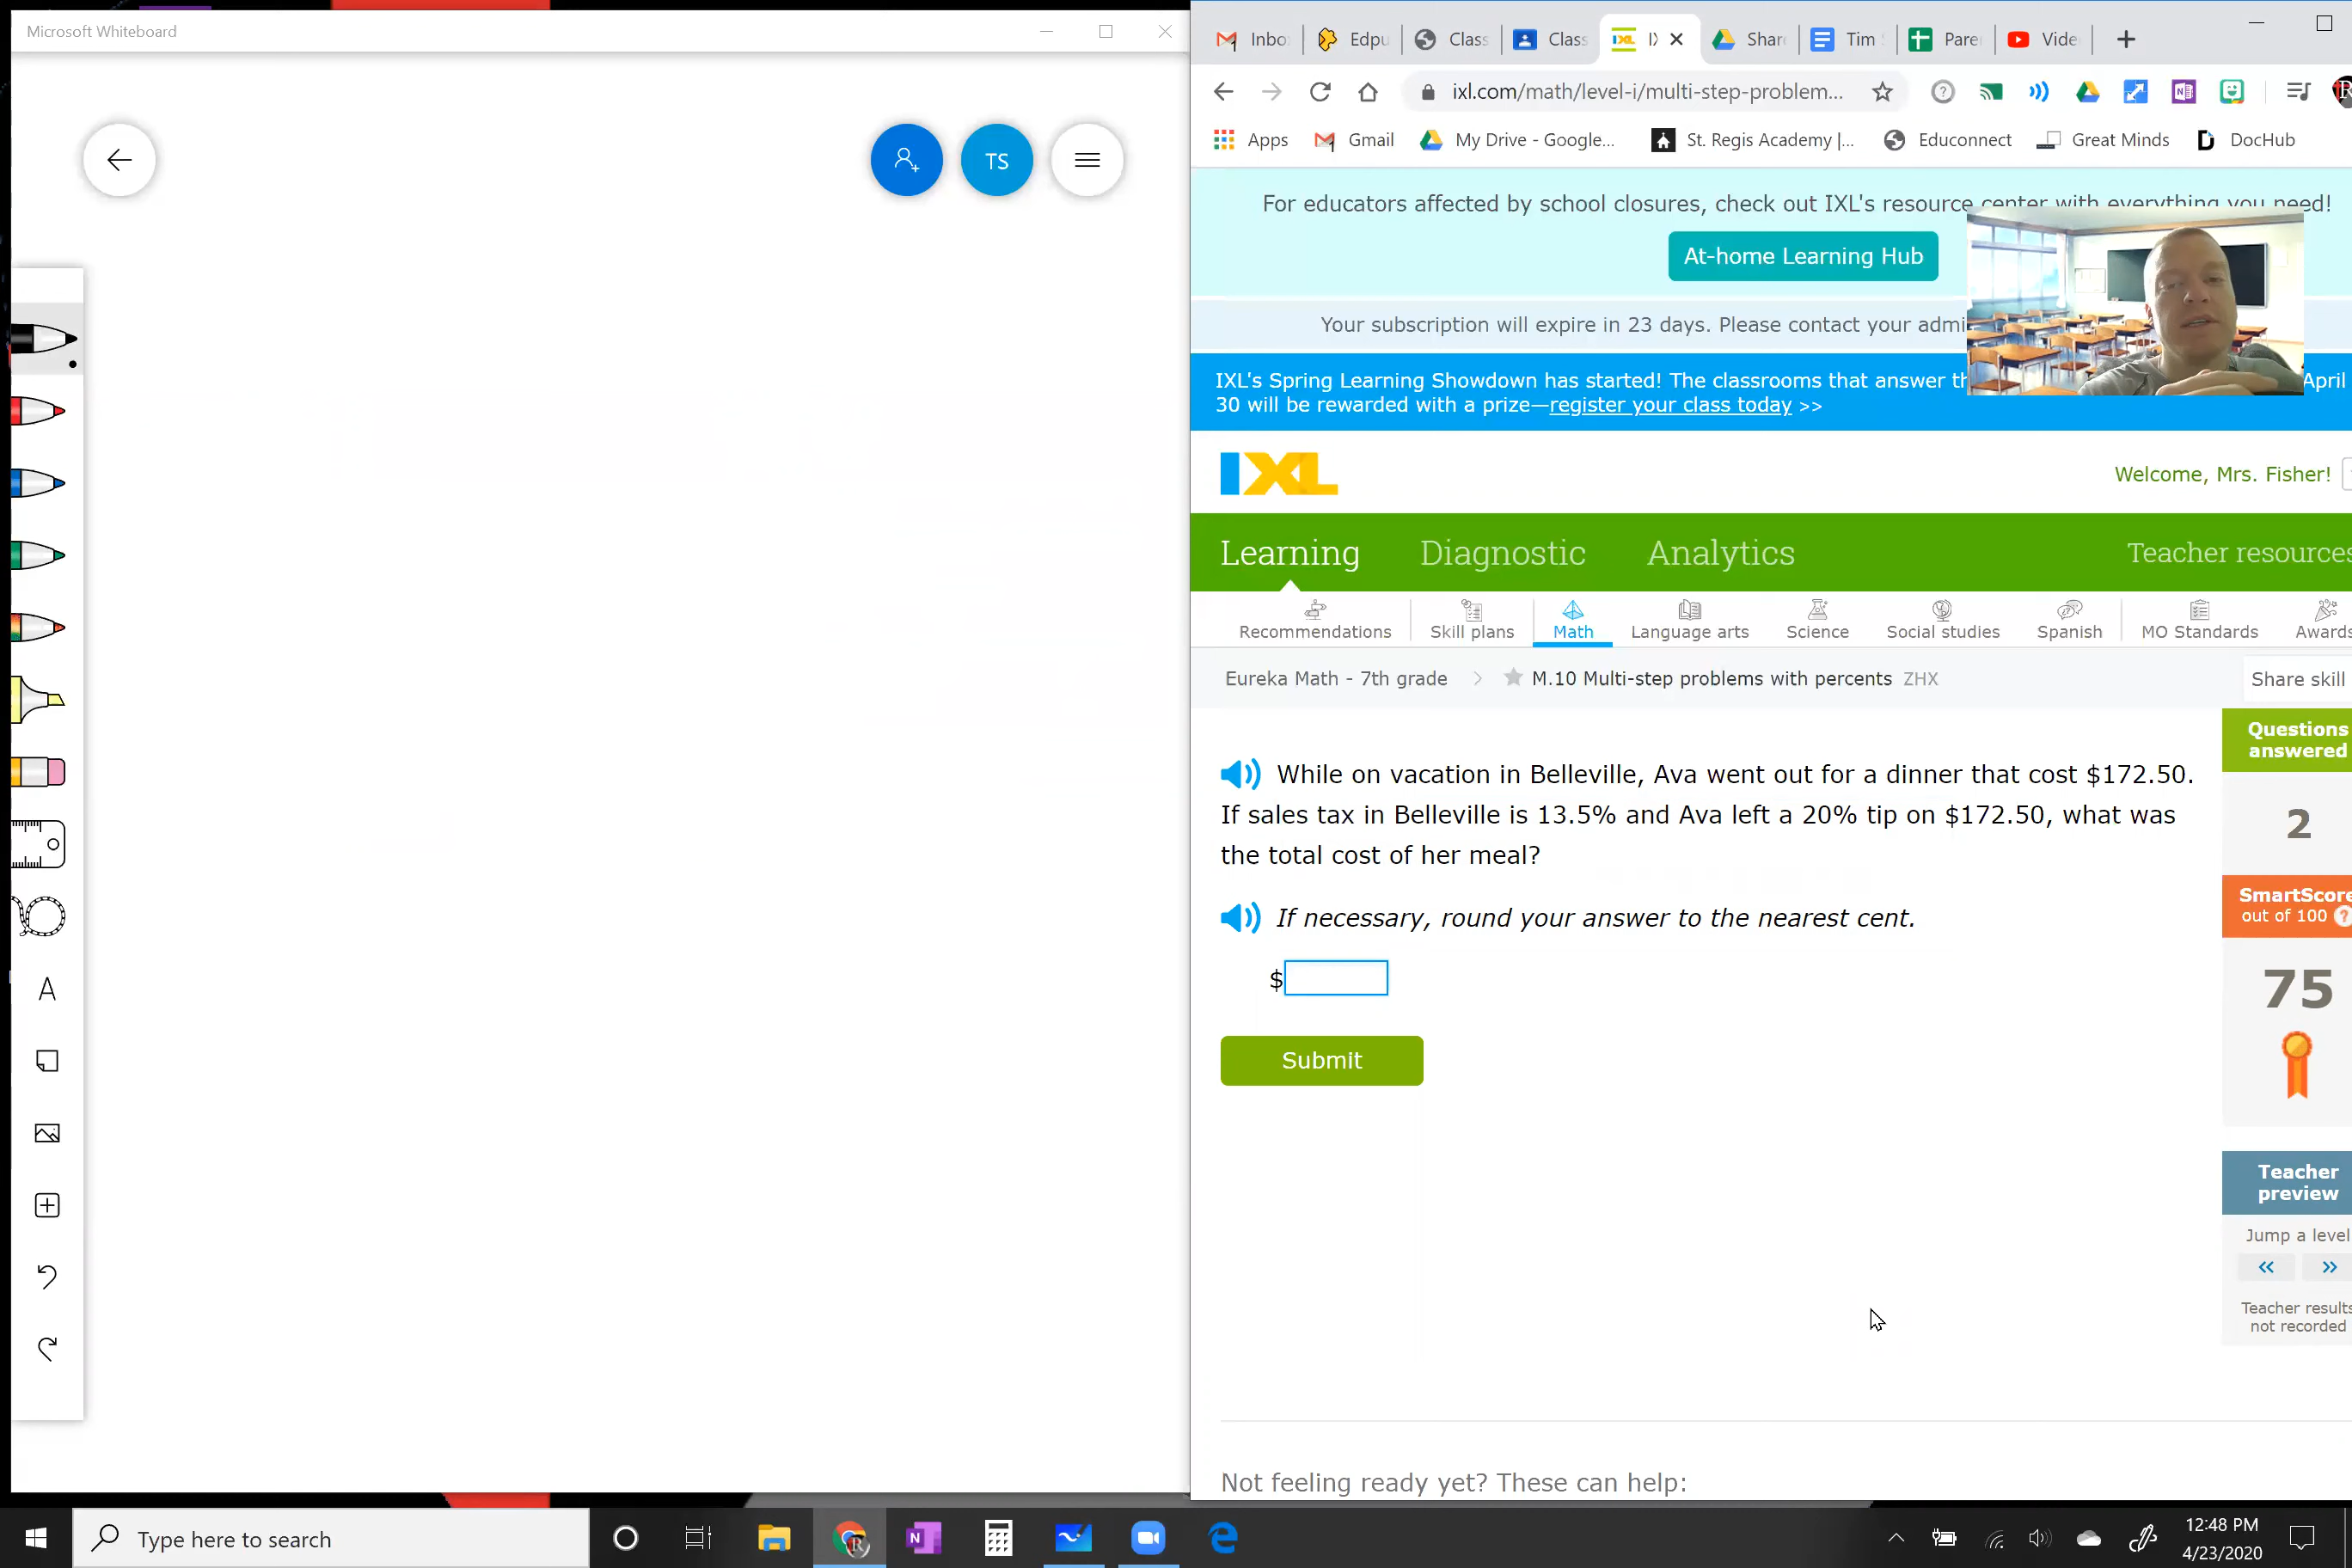 Microsoft Whiteboard
TS
A
Inbo
Edpu
Class
Class
Shar
Tim
Pare
Vide
ixl.com/math/level-i/multi-step-problem...
Apps
Gmail
My Drive - Google...
St. Regis Academy |...
Educonnect
Great Minds
DocHub
For educators affected by school closures, check out IXL's resource center with everything you need!
At-home Learning Hub
Your subscription will expire in 23 days. Please contact your admi
IXL's Spring Learning Showdown has started! The classrooms that answer th April
30 will be rewarded with a prize—register your class today >>
IXL
Welcome, Mrs. Fisher!
Learning
Diagnostic
Analytics
Teacher resources
Recommendations
Skill plans
Math
Language arts
Science
Social studies
Spanish
MO Standards
Awards
Eureka Math - 7th grade > M.10 Multi-step problems with percents ZHX
Share skill
While on vacation in Belleville, Ava went out for a dinner that cost $172.50.
If sales tax in Belleville is 13.5% and Ava left a 20% tip on $172.50, what was
the total cost of her meal?
If necessary, round your answer to the nearest cent.
$
Submit
Questions
answered
2
SmartScore
out of 100 ?
75
Teacher
preview
Jump a level
<< >>
Teacher results
not recorded
Not feeling ready yet? These can help:
Type here to search
12:48 PM
4/23/2020